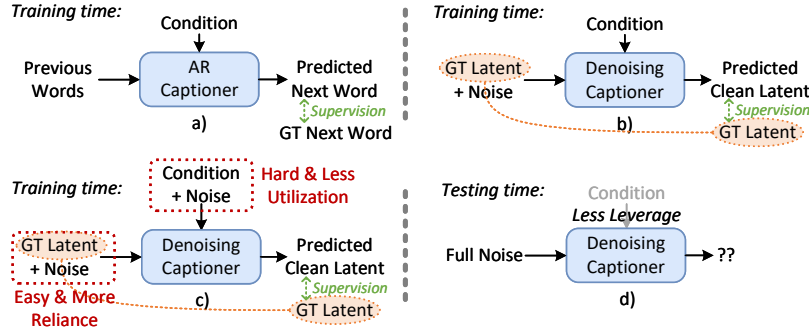 Training time:
Condition
Previous
Words
AR
Captioner
Predicted
Next Word
Supervision
GT Next Word
a)
Training time:
Condition
GT Latent
+ Noise
Denoising
Captioner
Predicted
Clean Latent
Supervision
GT Latent
b)
Training time:
Condition
+ Noise
Hard & Less
Utilization
GT Latent
+ Noise
Easy & More
Reliance
Denoising
Captioner
Predicted
Clean Latent
Supervision
GT Latent
c)
Testing time:
Condition
Less Leverage
Full Noise
Denoising
Captioner
??
d)